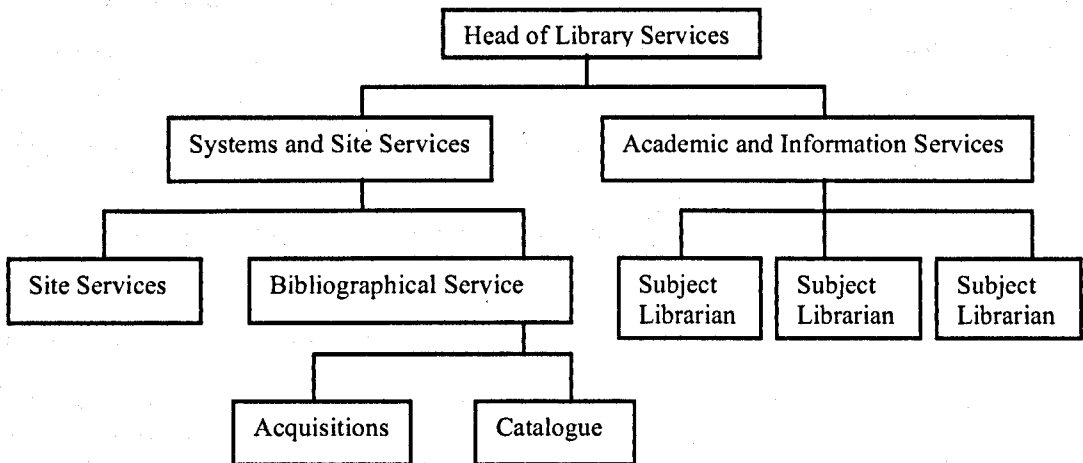 Head of Library Services
Systems and Site Services
Academic and Information Services
Site Services
Bibliographical Service
Subject
Librarian
Subject
Librarian
Subject
Librarian
Acquisitions
Catalogue